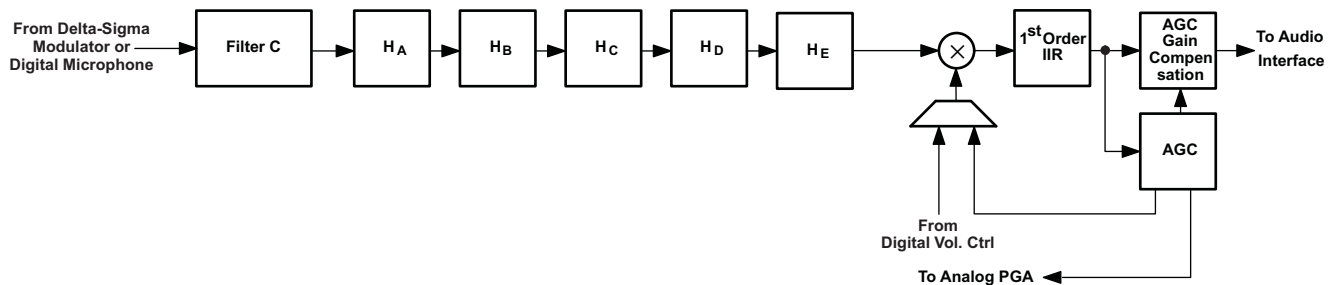 From Delta-Sigma
Modulator or
Digital Microphone
Filter C
HA
HB
HC
HD
HE
×
1st Order
IIR
AGC
Gain
Compen
sation
To Audio
Interface
AGC
From
Digital Vol. Ctrl
To Analog PGA